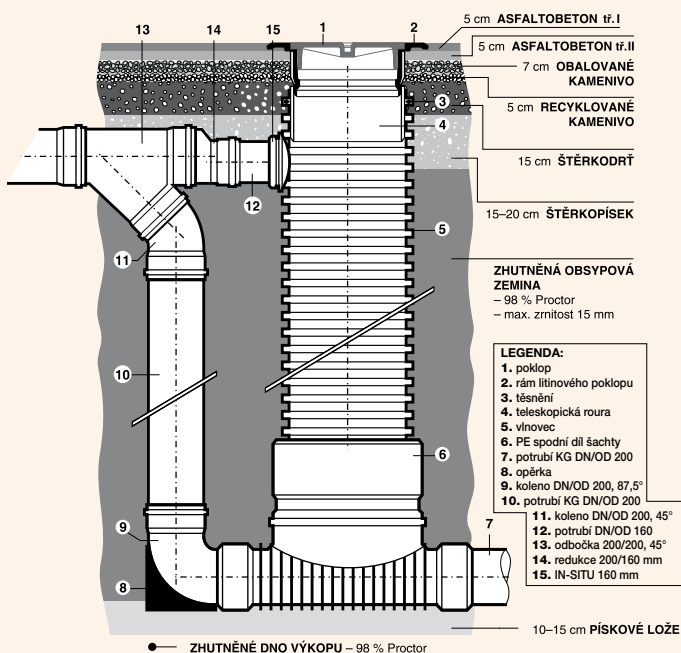 13
14
15
1
2
5 cm ASFALTOBETON tř. I
5 cm ASFALTOBETON tř. II
7 cm OBALOVANÉ
KAMENIVO
5 cm RECYKLOVANÉ
KAMENIVO
3
4
15 cm ŠTĚRKODRŤ
12
15–20 cm ŠTĚRKOPÍSEK
5
11
ZHUTNĚNÁ OBSYPOVÁ
ZEMINA
– 98 % Proctor
– max. zrnitost 15 mm
10
LEGENDA:
1. poklop
2. rám litinového poklopu
3. těsnění
4. teleskopická roura
5. vlnovec
6. PE spodní díl šachty
7. potrubí KG DN/OD 200
8. opěrka
9. koleno DN/OD 200, 87,5°
10. potrubí KG DN/OD 200
11. koleno DN/OD 200, 45°
12. potrubí DN/OD 160
13. odbočka 200/200, 45°
14. redukce 200/160 mm
15. IN-SITU 160 mm
6
9
7
8
10–15 cm PÍSKOVÉ LOŽE
ZHUTNĚNÉ DNO VÝKOPU – 98 % Proctor